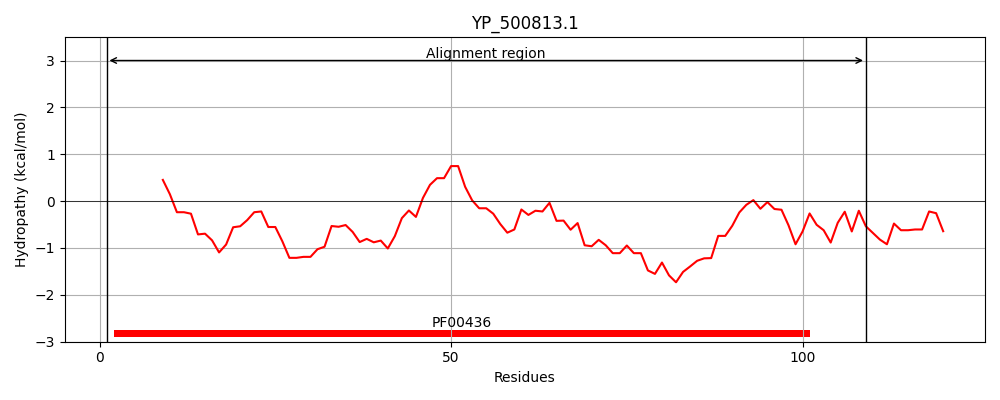 YP_500813.1
Alignment region
3
2
1
0
−1
−2
−3
Hydropathy (kcal/mol)
PF00436
0
50
100
Residues